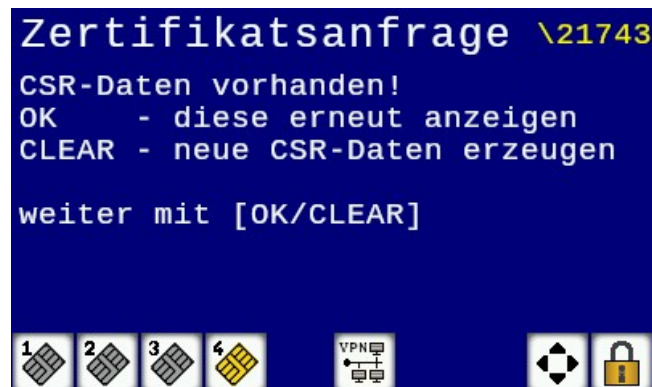 Zertifikatsanfrage \21743
CSR-Daten vorhanden!
OK    - diese erneut anzeigen
CLEAR - neue CSR-Daten erzeugen
weiter mit [OK/CLEAR]
1 2 3 4 VPN